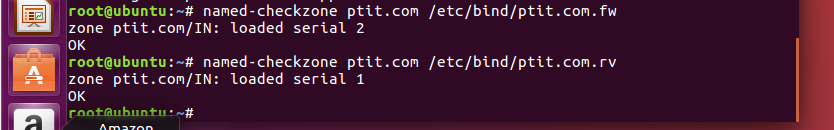 root@ubuntu:~# named-checkzone ptit.com /etc/bind/ptit.com.fw
zone ptit.com/IN: loaded serial 2
OK
root@ubuntu:~# named-checkzone ptit.com /etc/bind/ptit.com.rv
zone ptit.com/IN: loaded serial 1
OK
root@ubuntu:~#
Amazon